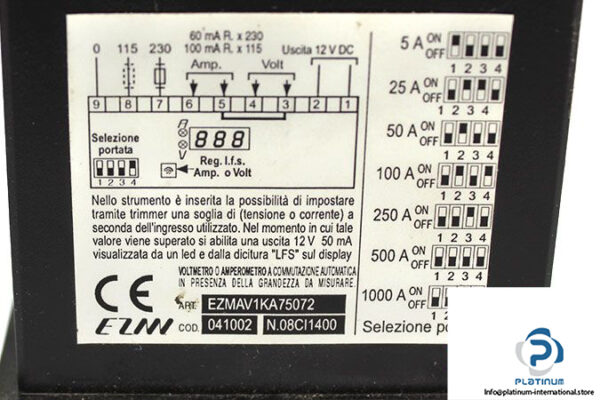 60 mA R. x 230
0 115 230 100 mA R. x 115 Uscita 12 V DC
Amp. Volt
9 8 7 6 5 4 3 2 1
Selezione
portata
1 2 3 4
A
V
888
Reg. I.f.s.
Amp. o Volt
Nello strumento è inserita la possibilità di impostare
tramite trimmer una soglia di (tensione o corrente) a
seconda dell'ingresso utilizzato. Nel momento in cui tale
valore viene superato si abilita una uscita 12 V 50 mA
visualizzata da un led e dalla dicitura "LFS" sul display
VOLTMETRO O AMPEROMETRO A COMMUTAZIONE AUTOMATICA
IN PRESENZA DELLA GRANDEZZA DA MISURARE
CE
ART. EZMAV1KA75072
EZM
COD. 041002 N.08CI1400
5 A ON
OFF
1 2 3 4
25 A ON
OFF
1 2 3 4
50 A ON
OFF
1 2 3 4
100 A ON
OFF
1 2 3 4
250 A ON
OFF
1 2 3 4
500 A ON
OFF
1 2 3 4
1000 A ON
Selezione
PLATINUM
INTERNATIONAL
Info@platinum-international.store